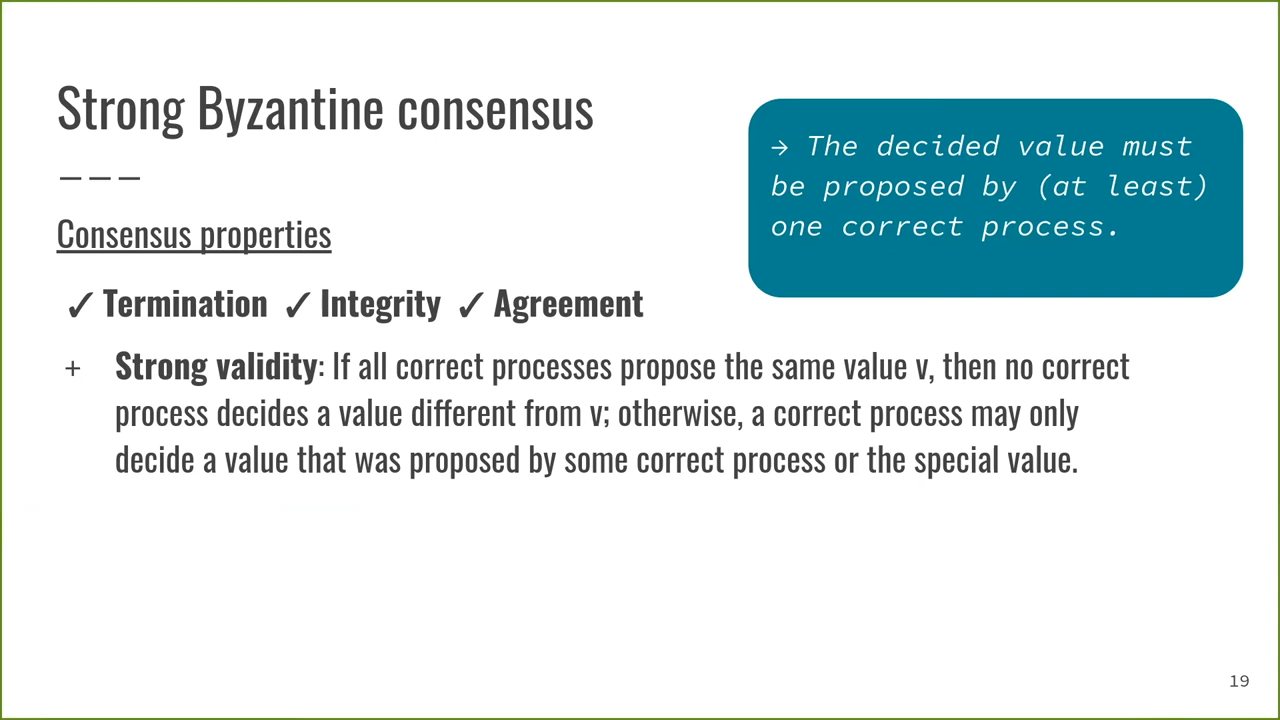 Strong Byzantine consensus
– – –
→ The decided value must
be proposed by (at least)
one correct process.
Consensus properties
✓ Termination ✓ Integrity ✓ Agreement
+ Strong validity: If all correct processes propose the same value v, then no correct
process decides a value different from v; otherwise, a correct process may only
decide a value that was proposed by some correct process or the special value.
19